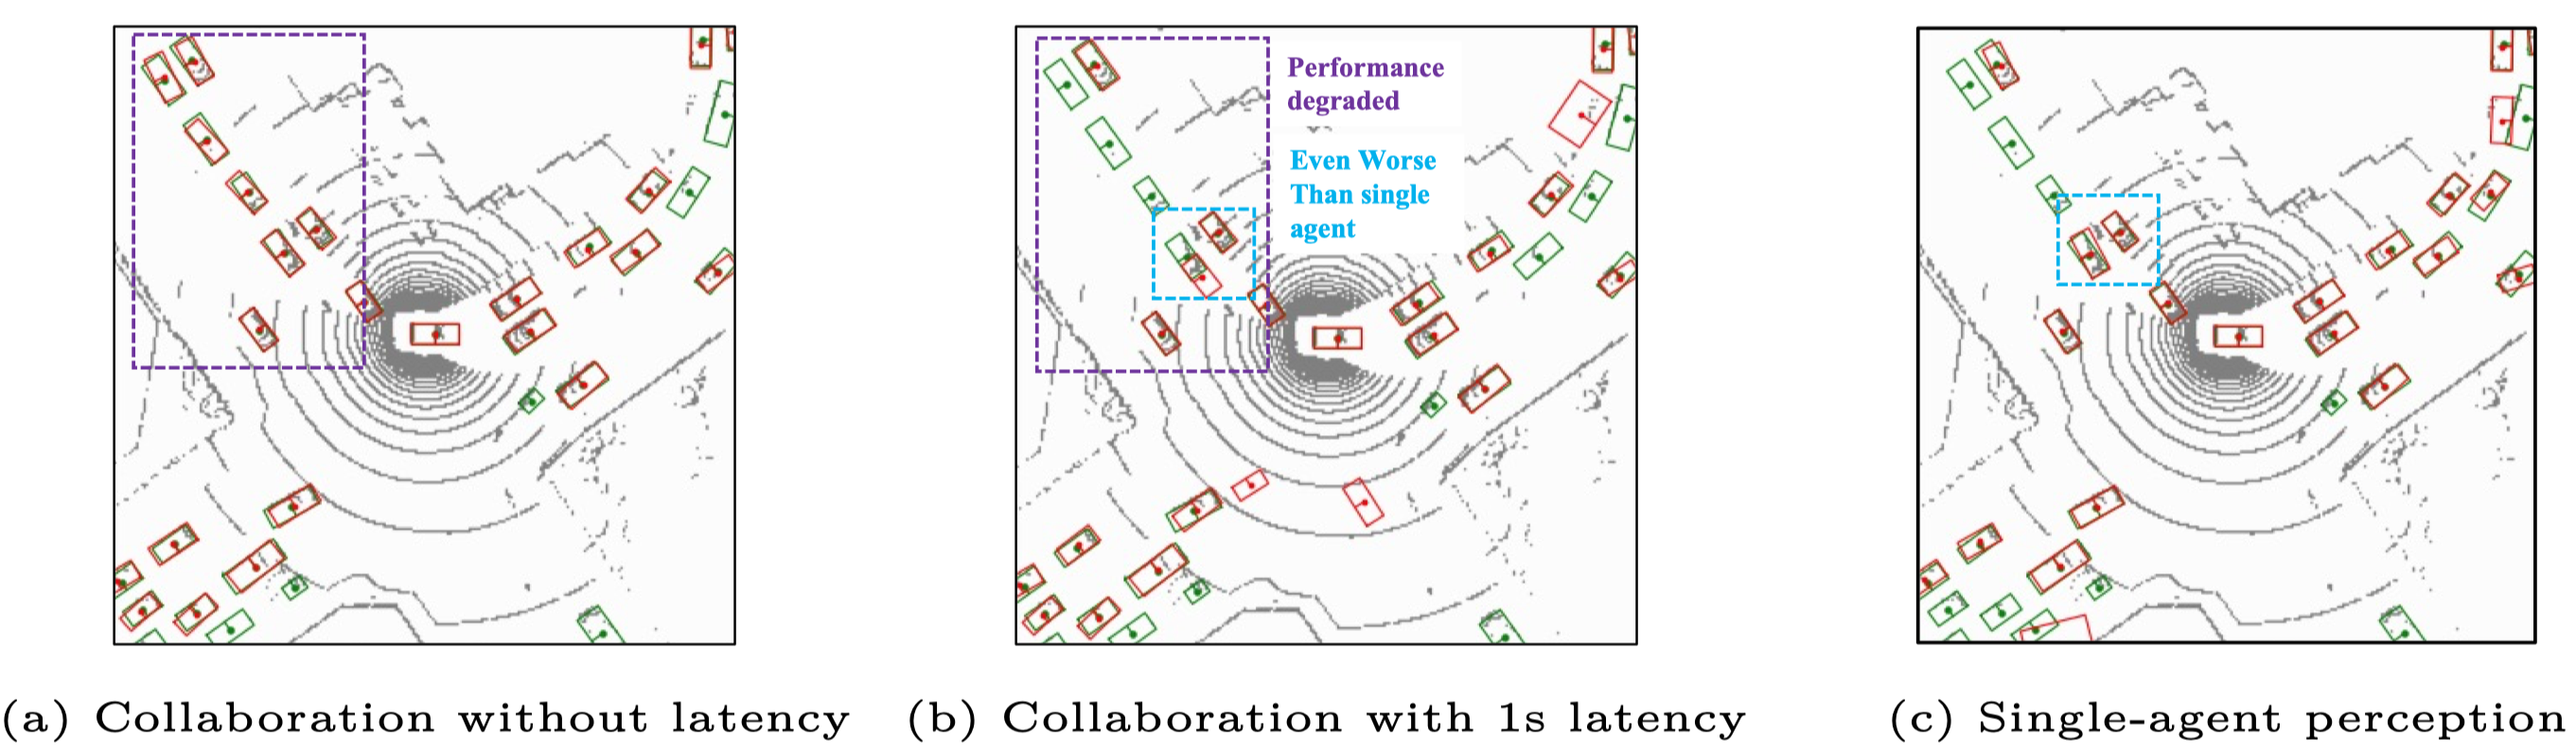 Performance
degraded
Even Worse
Than single
agent
(a) Collaboration without latency
(b) Collaboration with 1s latency
(c) Single-agent perception